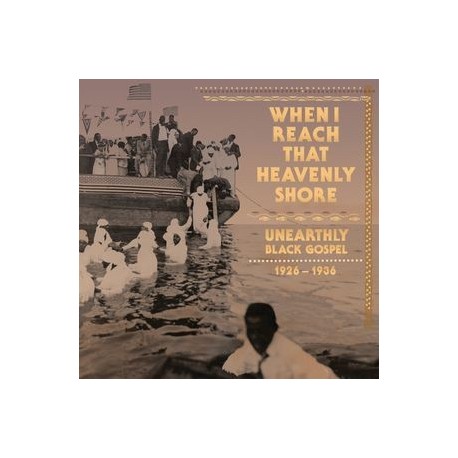 WHEN I
REACH
THAT
HEAVENLY
SHORE
UNEARTHLY
BLACK GOSPEL
1926 – 1936